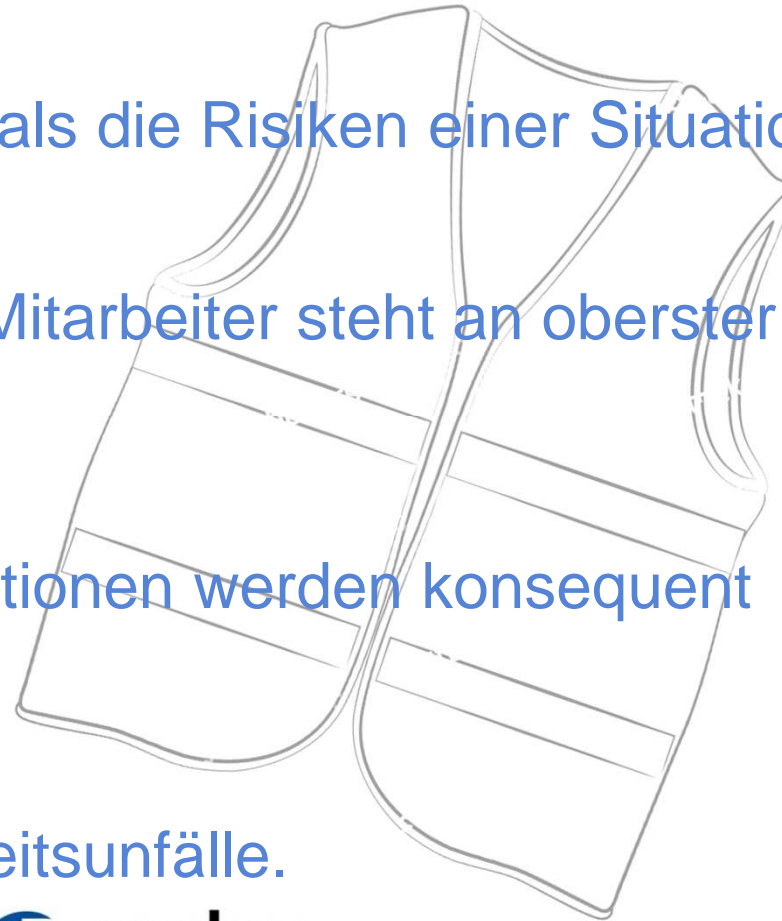 als die Risiken einer Situatio
Mitarbeiter steht an oberster
tionen werden konsequent
eitsunfälle.